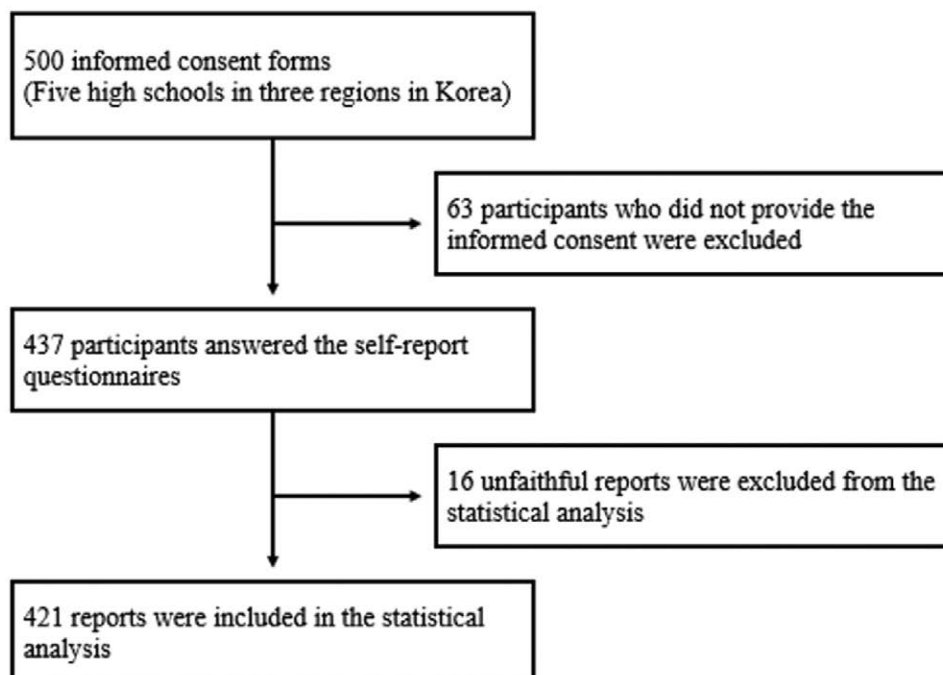 500 informed consent forms
(Five high schools in three regions in Korea)
63 participants who did not provide the
informed consent were excluded
437 participants answered the self-report
questionnaires
16 unfaithful reports were excluded from the
statistical analysis
421 reports were included in the statistical
analysis